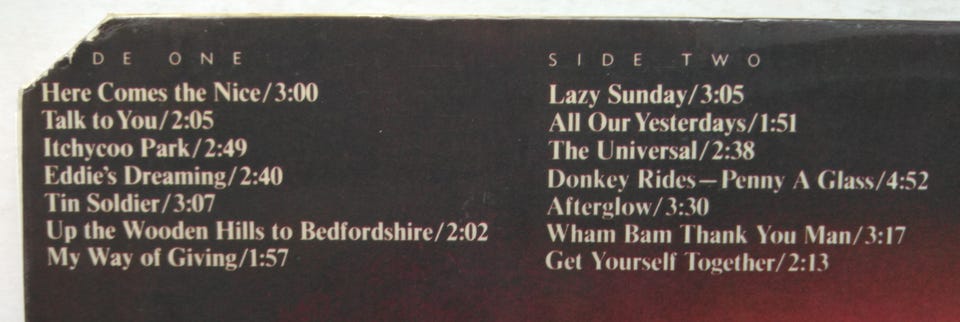 DE ONE
Here Comes the Nice/3:00
Talk to You/2:05
Itchycoo Park/2:49
Eddie's Dreaming/2:40
Tin Soldier/3:07
Up the Wooden Hills to Bedfordshire/2:02
My Way of Giving/1:57
SIDE TWO
Lazy Sunday/3:05
All Our Yesterdays/1:51
The Universal/2:38
Donkey Rides—Penny A Glass/4:52
Afterglow/3:30
Wham Bam Thank You Man/3:17
Get Yourself Together/2:13